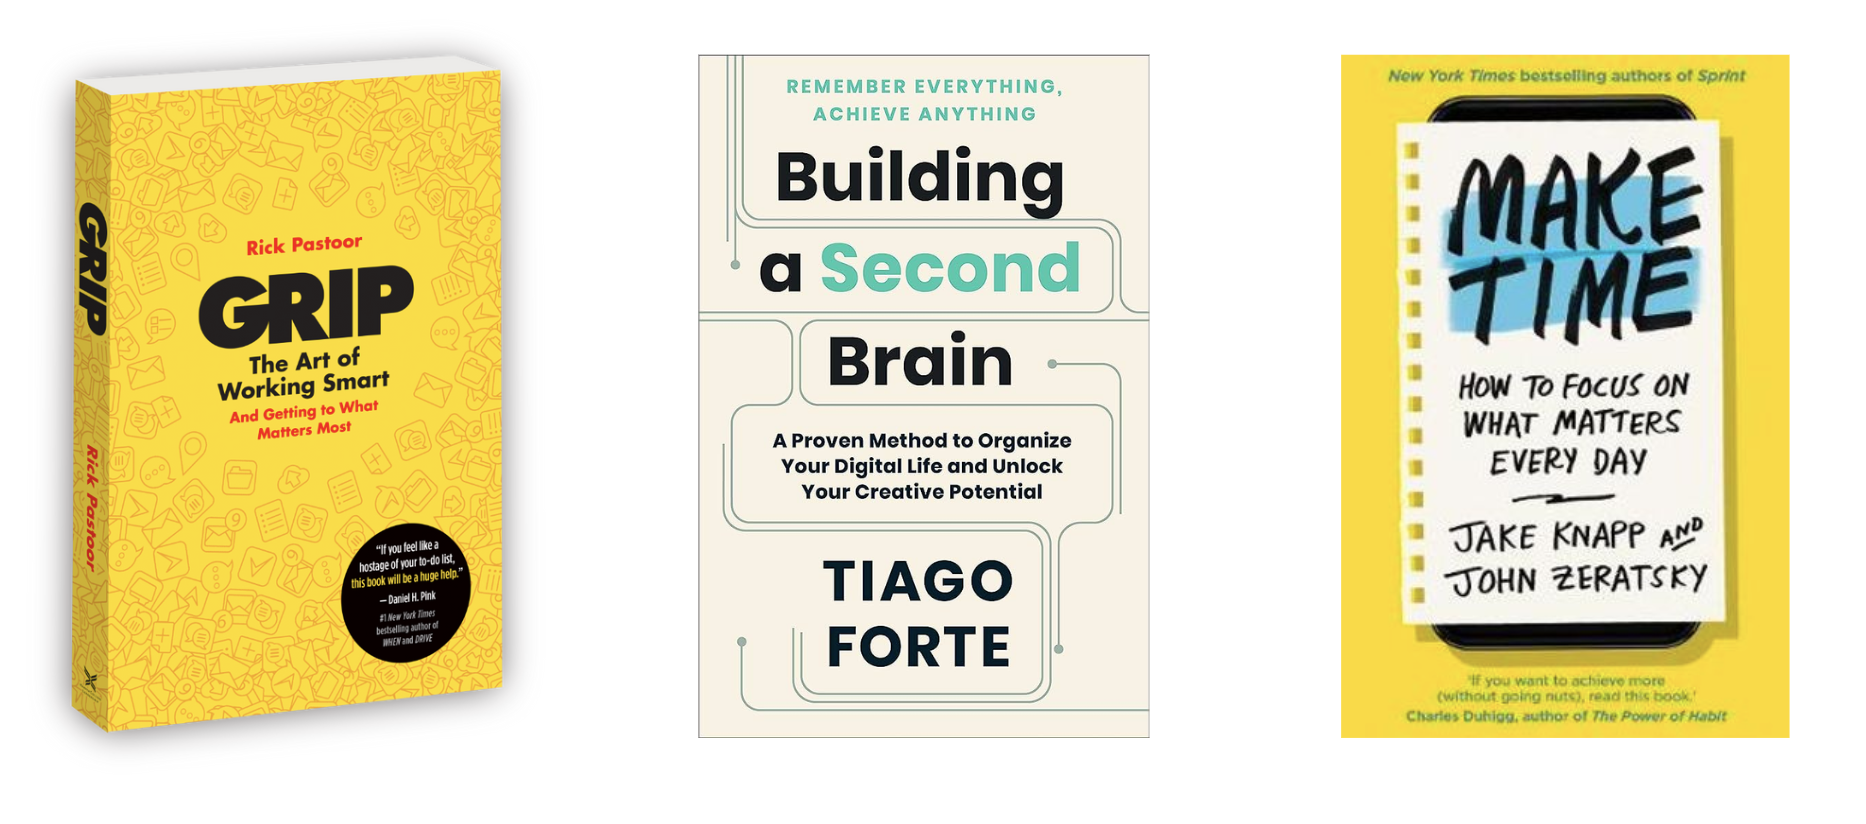 GRIP
Rick Pastoor
Rick Pastoor
GRIP
The Art of
Working Smart
And Getting to What
Matters Most
“If you feel like a
hostage of your to-do list,
this book will be a huge help.”
— Daniel H. Pink
#1 New York Times
bestselling author of
WHEN and DRIVE
REMEMBER EVERYTHING,
ACHIEVE ANYTHING
Building
a Second
Brain
A Proven Method to Organize
Your Digital Life and Unlock
Your Creative Potential
TIAGO
FORTE
New York Times bestselling authors of Sprint
MAKE
TIME
HOW TO FOCUS ON
WHAT MATTERS
EVERY DAY
JAKE KNAPP AND
JOHN ZERATSKY
'If you want to achieve more
(without going nuts), read this book.'
Charles Duhigg, author of The Power of Habit